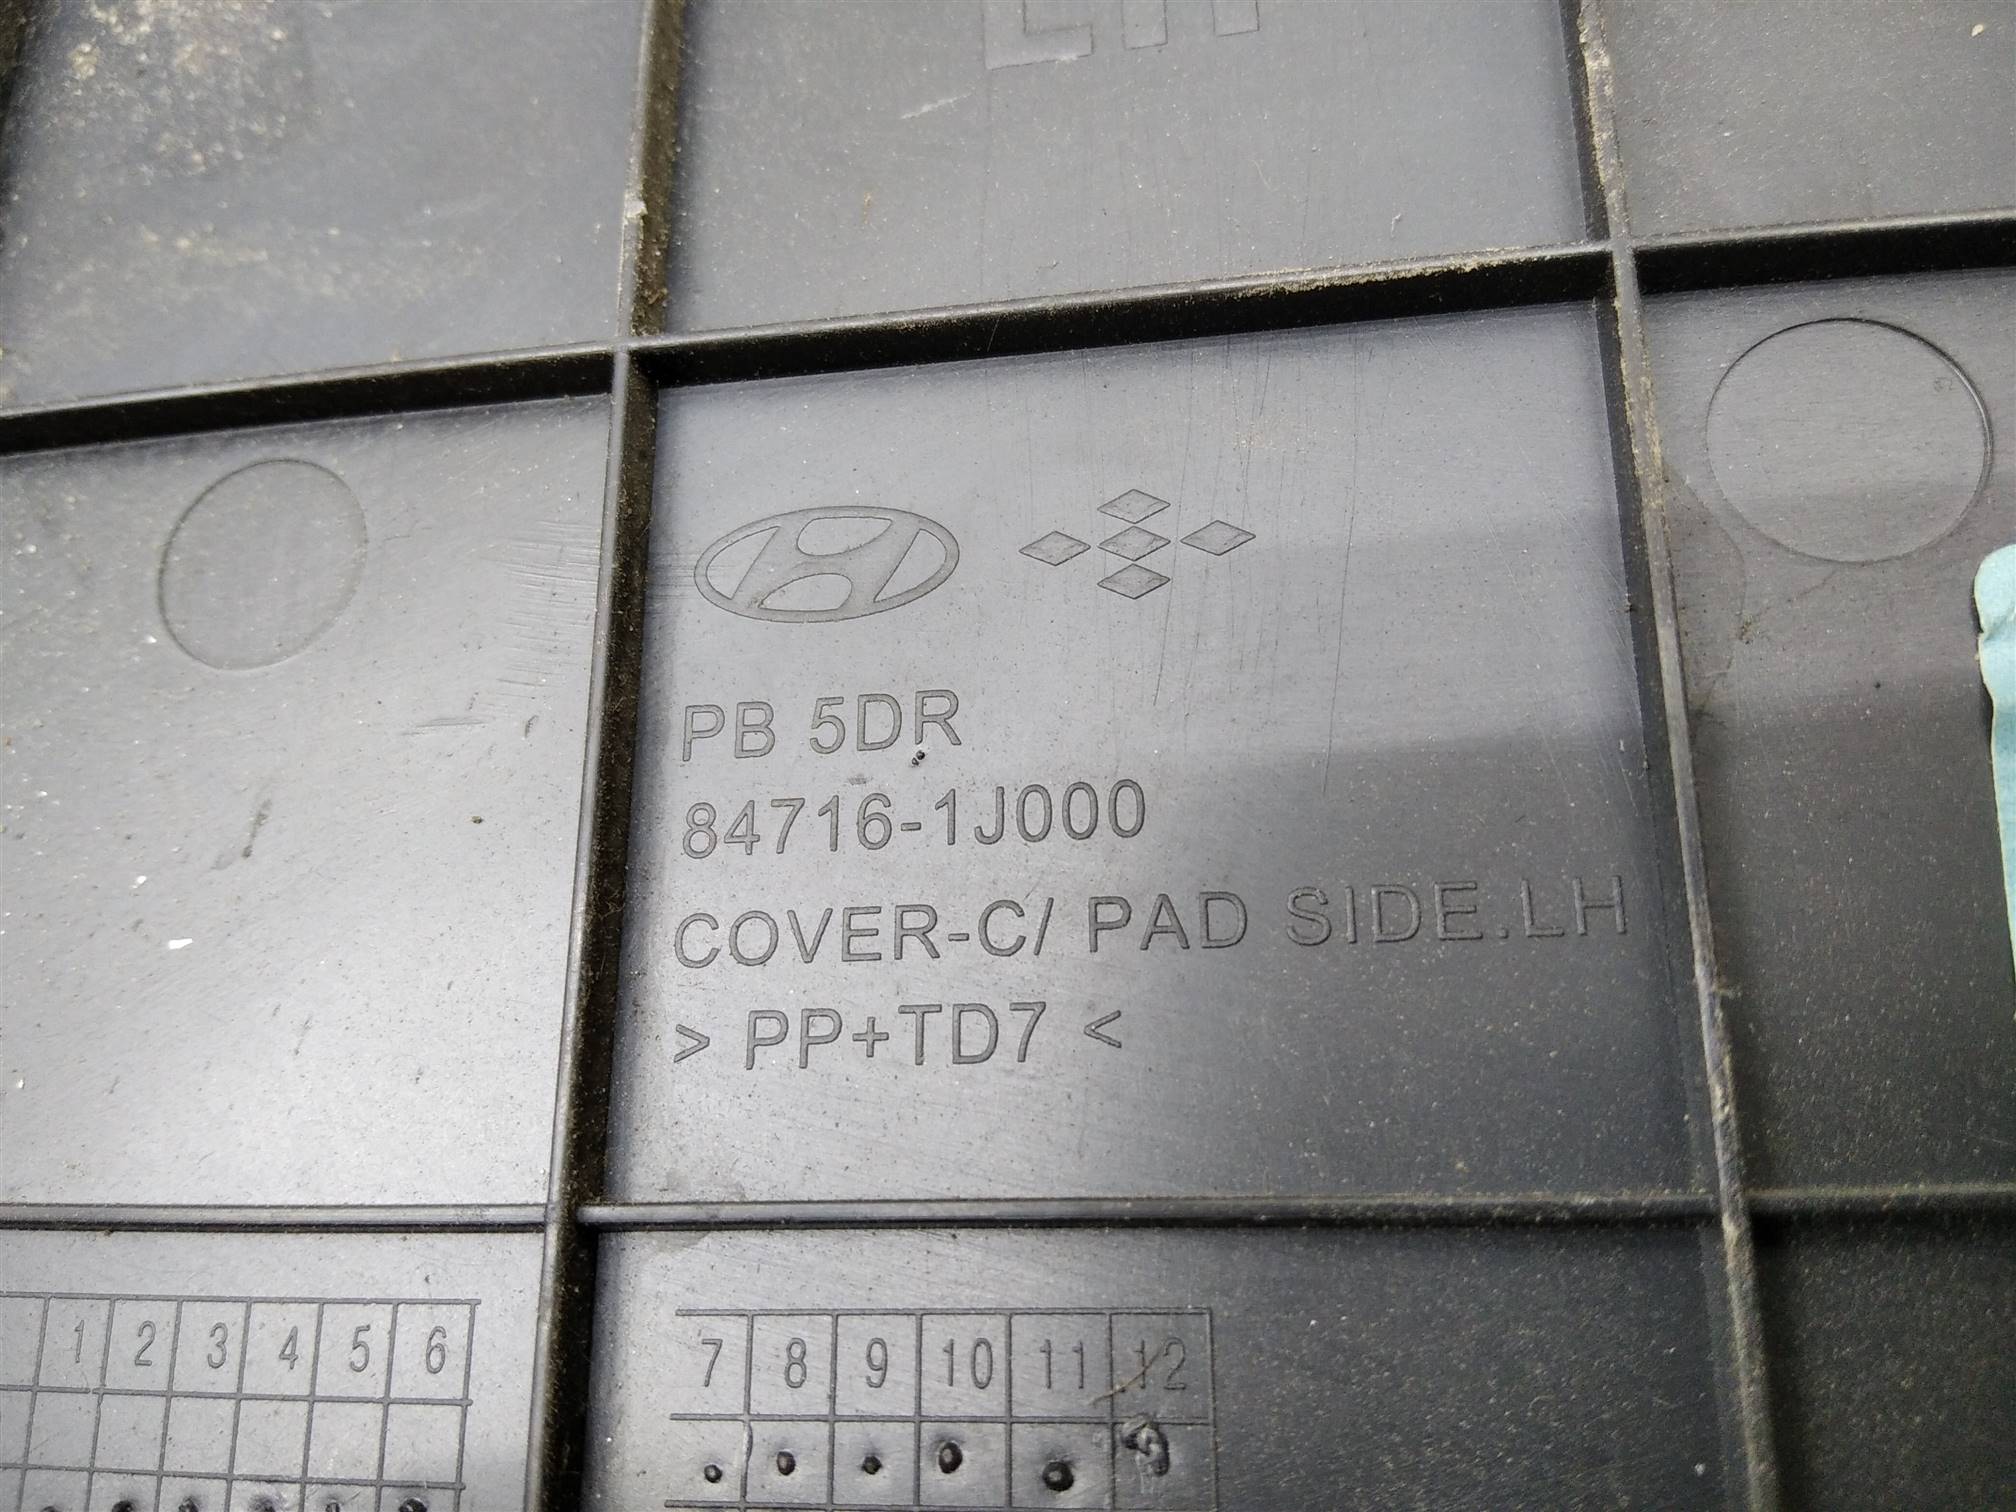 LH
PB 5DR
84716-1J000
COVER-C/ PAD SIDE.LH
> PP+TD7 <
1 2 3 4 5 6
7 8 9 10 11 12